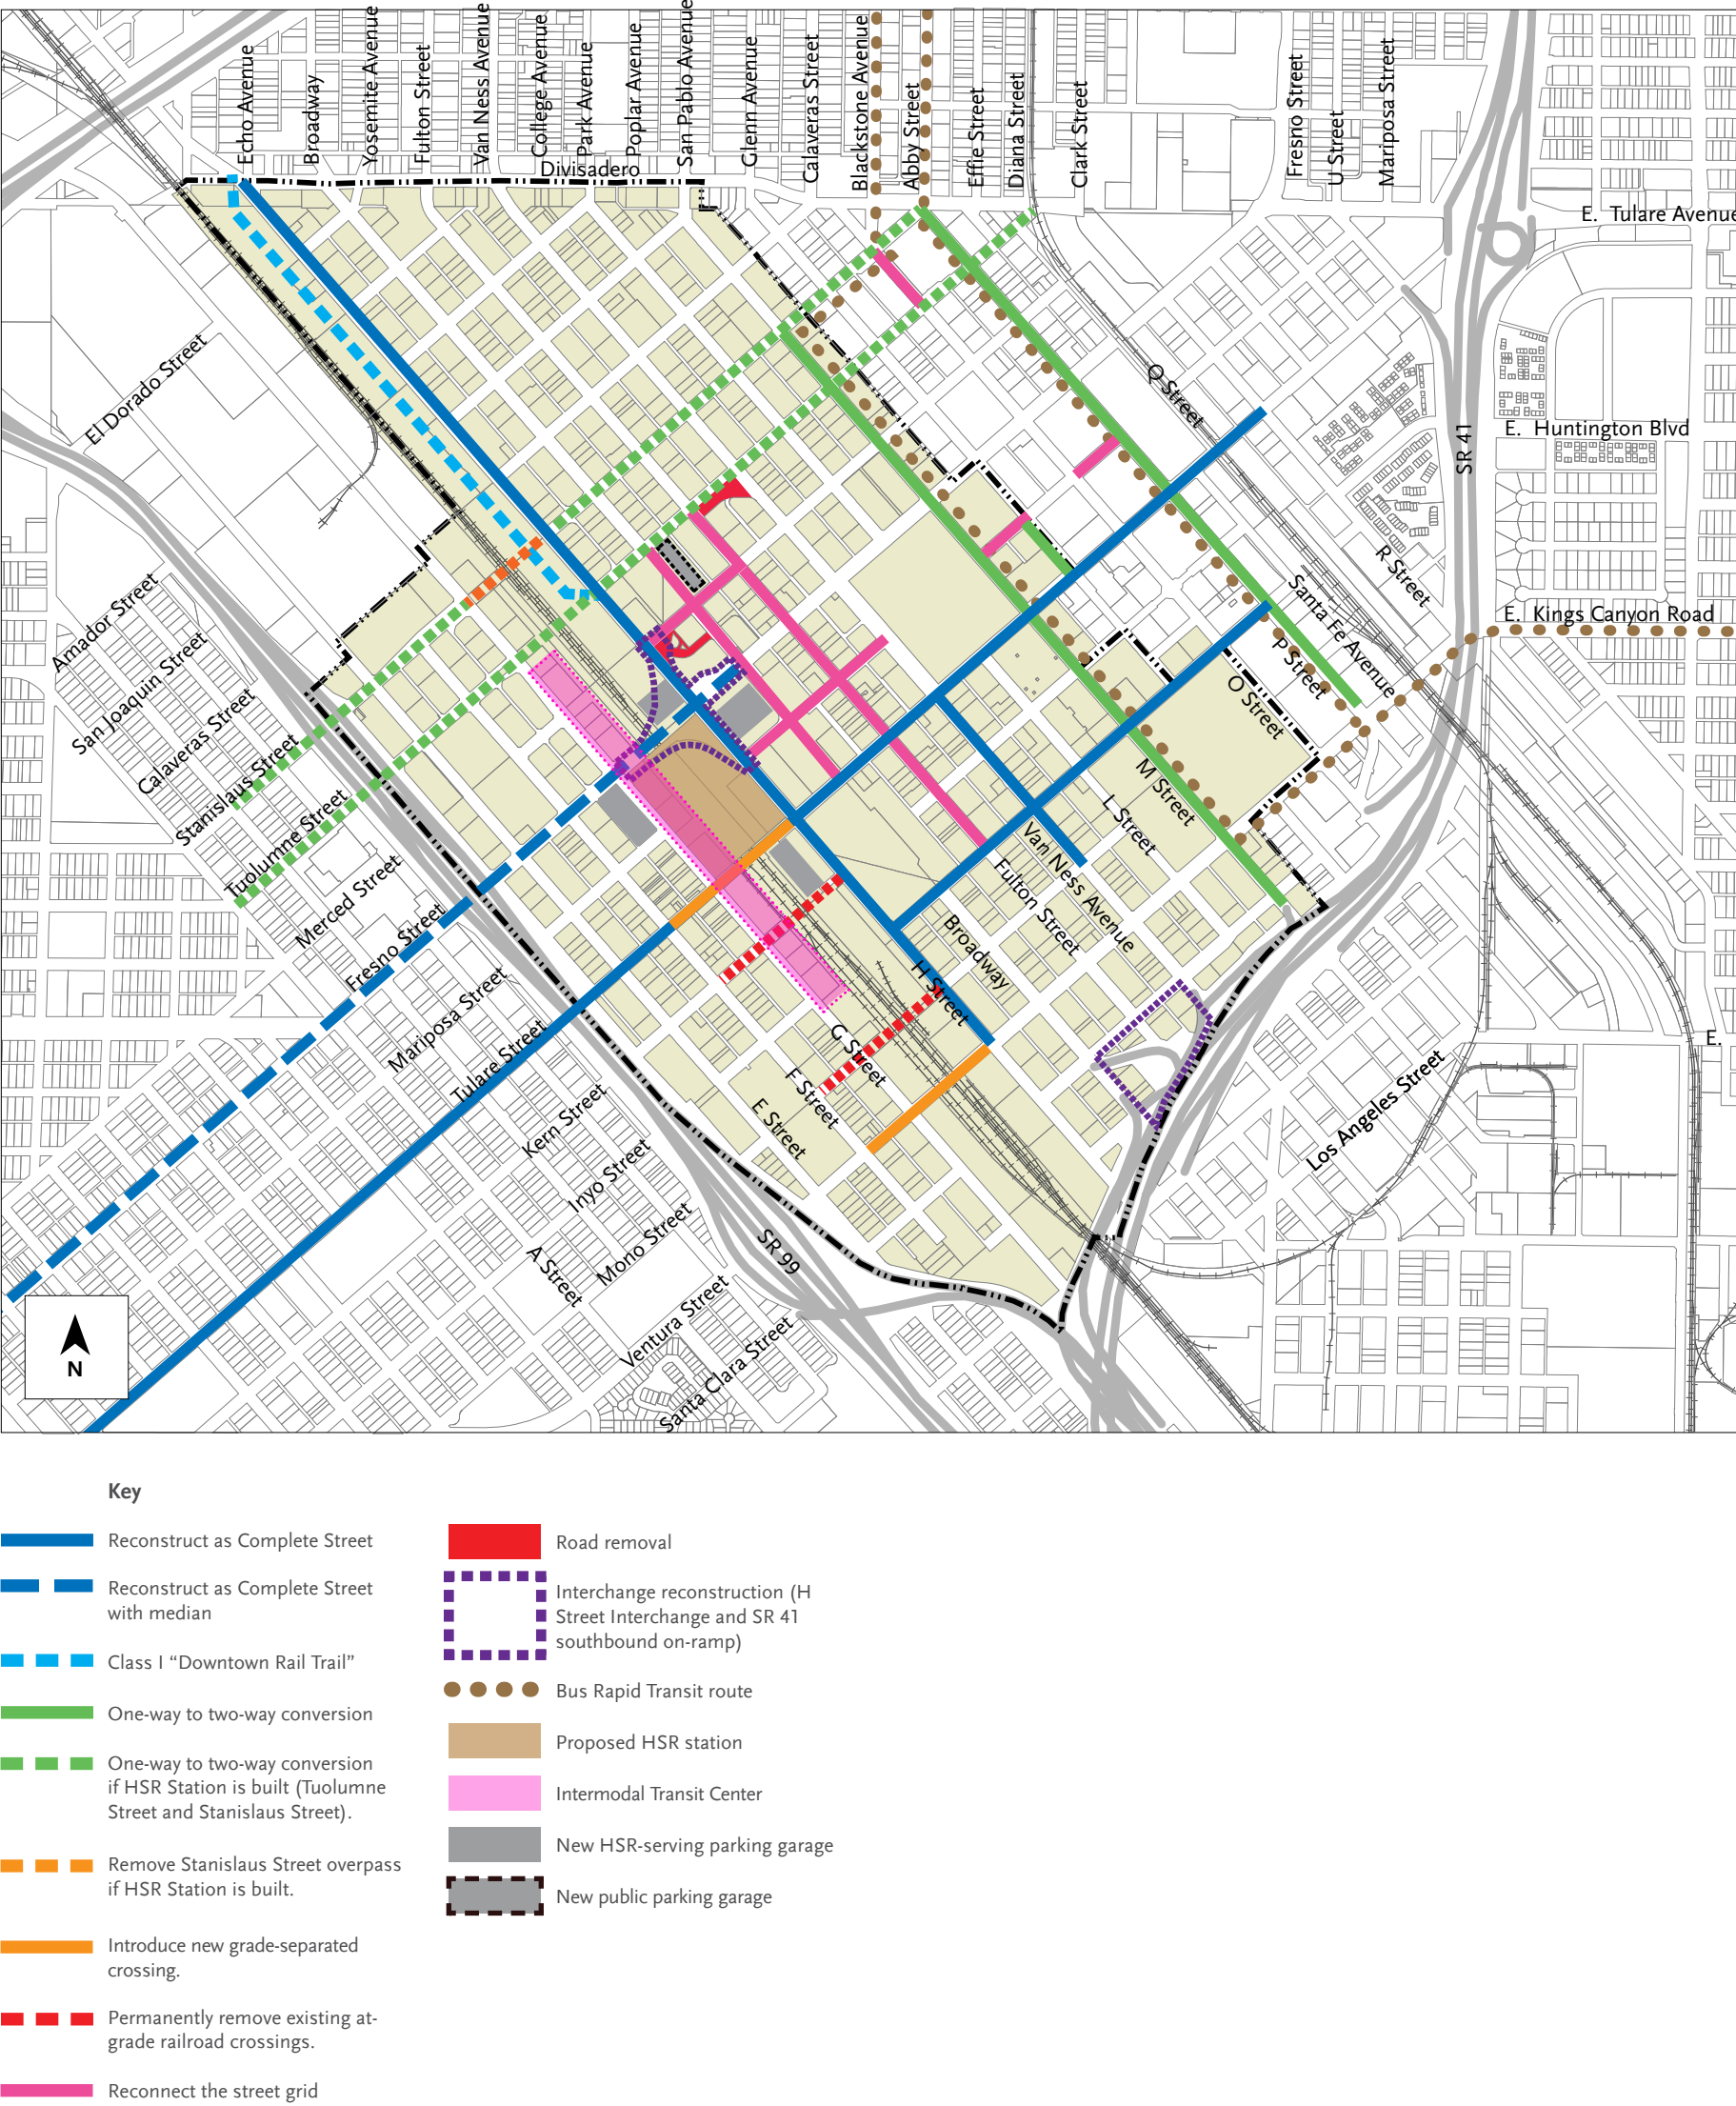 Echo Avenue
Broadway
Yosemite Avenue
Fulton Street
Van Ness Avenue
College Avenue
Park Avenue
Poplar Avenue
San Pablo Avenue
Glenn Avenue
Calaveras Street
Blackstone Avenue
Abby Street
Effie Street
Diana Street
Clark Street
Fresno Street
U Street
Mariposa Street
Divisadero
E. Tulare Avenue
El Dorado Street
Q Street
SR 41
E. Huntington Blvd
R Street
Santa Fe Avenue
E. Kings Canyon Road
Amador Street
San Joaquin Street
Calaveras Street
Stanislaus Street
Tuolumne Street
P Street
O Street
M Street
L Street
Van Ness Avenue
Fulton Street
Broadway
H Street
Merced Street
Fresno Street
Mariposa Street
Tulare Street
G Street
F Street
E Street
E.
Kern Street
Inyo Street
Mono Street
Los Angeles Street
A Street
SR 99
Ventura Street
Santa Clara Street
N
Key
Reconstruct as Complete Street
Reconstruct as Complete Street
with median
Class I “Downtown Rail Trail”
One-way to two-way conversion
One-way to two-way conversion
if HSR Station is built (Tuolumne
Street and Stanislaus Street).
Remove Stanislaus Street overpass
if HSR Station is built.
Introduce new grade-separated
crossing.
Permanently remove existing at-
grade railroad crossings.
Reconnect the street grid
Road removal
Interchange reconstruction (H
Street Interchange and SR 41
southbound on-ramp)
Bus Rapid Transit route
Proposed HSR station
Intermodal Transit Center
New HSR-serving parking garage
New public parking garage